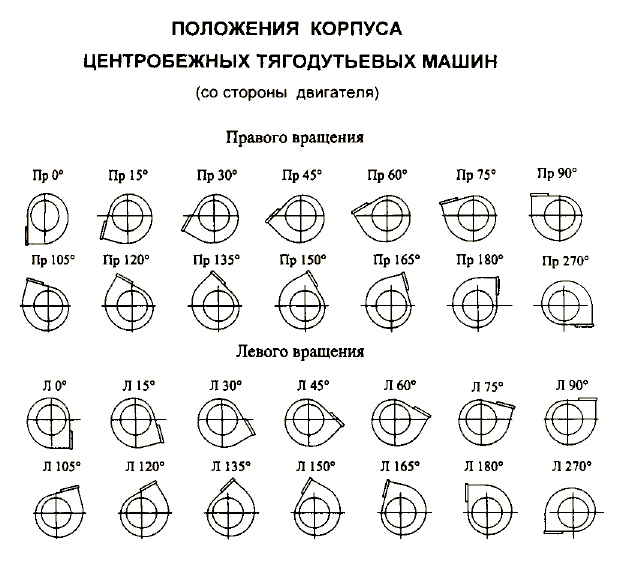 ПОЛОЖЕНИЯ КОРПУСА
ЦЕНТРОБЕЖНЫХ ТЯГОДУТЬЕВЫХ МАШИН
(со стороны двигателя)
Правого вращения
Пр 0° Пр 15° Пр 30° Пр 45° Пр 60° Пр 75° Пр 90°
Пр 105° Пр 120° Пр 135° Пр 150° Пр 165° Пр 180° Пр 270°
Левого вращения
Л 0° Л 15° Л 30° Л 45° Л 60° Л 75° Л 90°
Л 105° Л 120° Л 135° Л 150° Л 165° Л 180° Л 270°